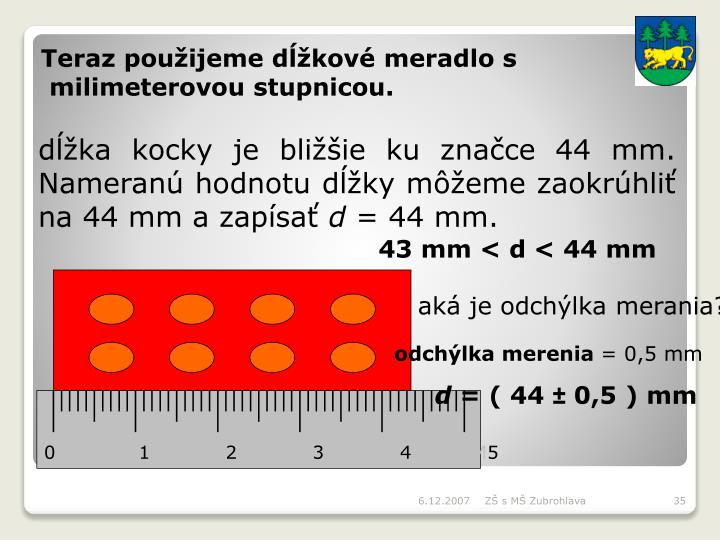 Teraz použijeme dĺžkové meradlo s
milimeterovou stupnicou.
dĺžka kocky je bližšie ku značce 44 mm.
Nameranú hodnotu dĺžky môžeme zaokrúhliť
na 44 mm a zapísať d = 44 mm.
43 mm < d < 44 mm
aká je odchýlka merania?
odchýlka merenia = 0,5 mm
d = ( 44 ± 0,5 ) mm
0 1 2 3 4 5
6.12.2007 ZŠ s MŠ Zubrohlava 35